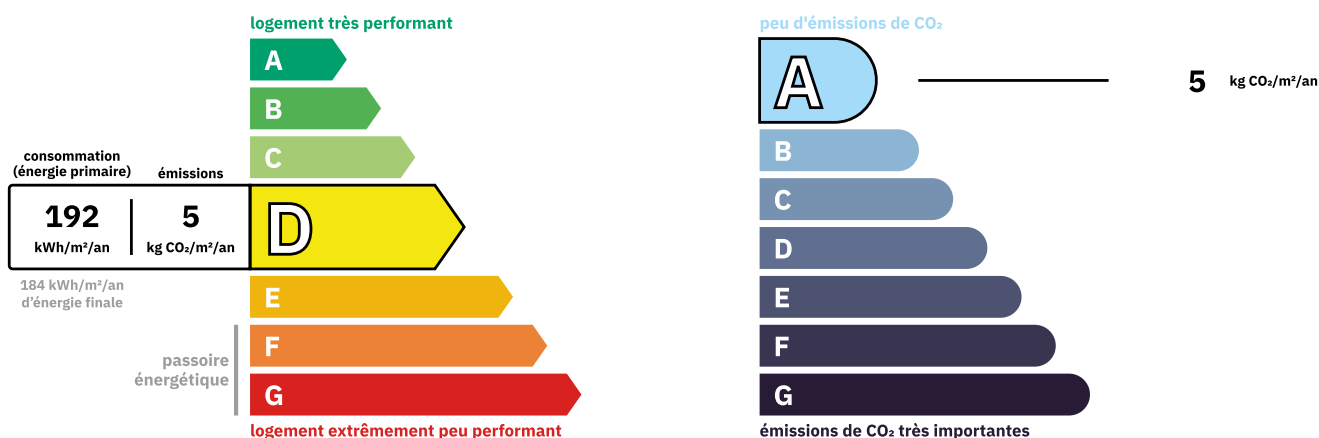 logement très performant
A
B
C
consommation
(énergie primaire)
émissions
192
kWh/m²/an
5
kg CO₂/m²/an
D
184 kWh/m²/an
d'énergie finale
E
passoire
énergétique
F
G
logement extrêmement peu performant
peu d'émissions de CO₂
A
5 kg CO₂/m²/an
B
C
D
E
F
G
émissions de CO₂ très importantes